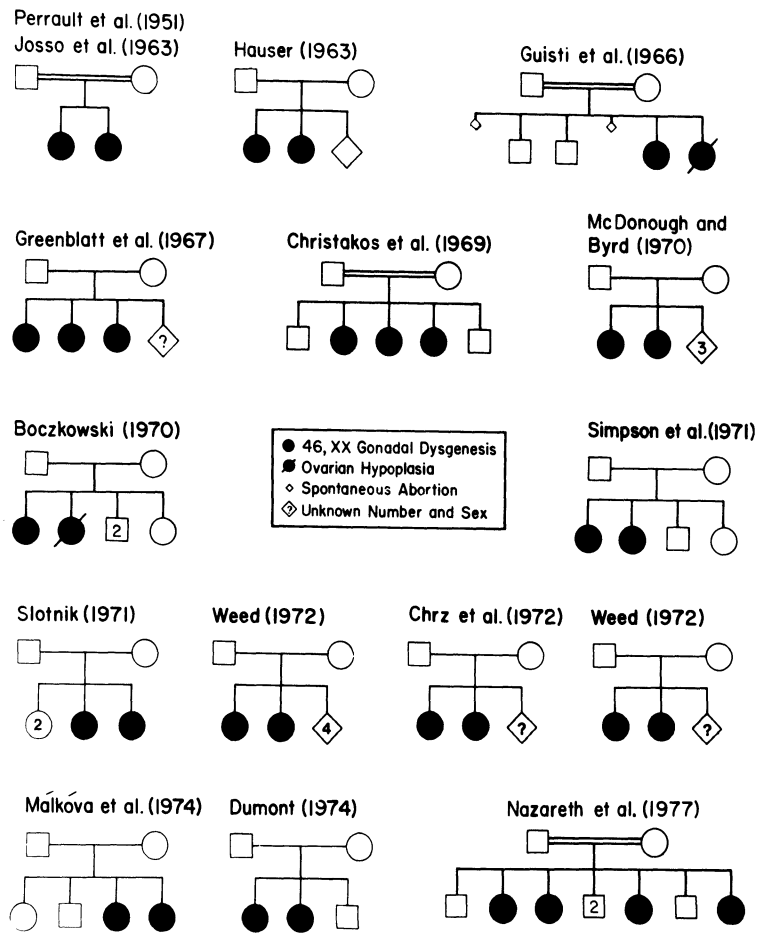 Perrault et al. (1951)
Josso et al. (1963)
Hauser (1963)
Guisti et al. (1966)
Greenblatt et al. (1967)
?
Christakos et al. (1969)
McDonough and
Byrd (1970)
3
Boczkowski (1970)
2
46, XX Gonadal Dysgenesis
Ovarian Hypoplasia
Spontaneous Abortion
? Unknown Number and Sex
Simpson et al. (1971)
Slotnik (1971)
2
Weed (1972)
4
Chrz et al. (1972)
?
Weed (1972)
?
Málková et al. (1974)
Dumont (1974)
Nazareth et al. (1977)
2